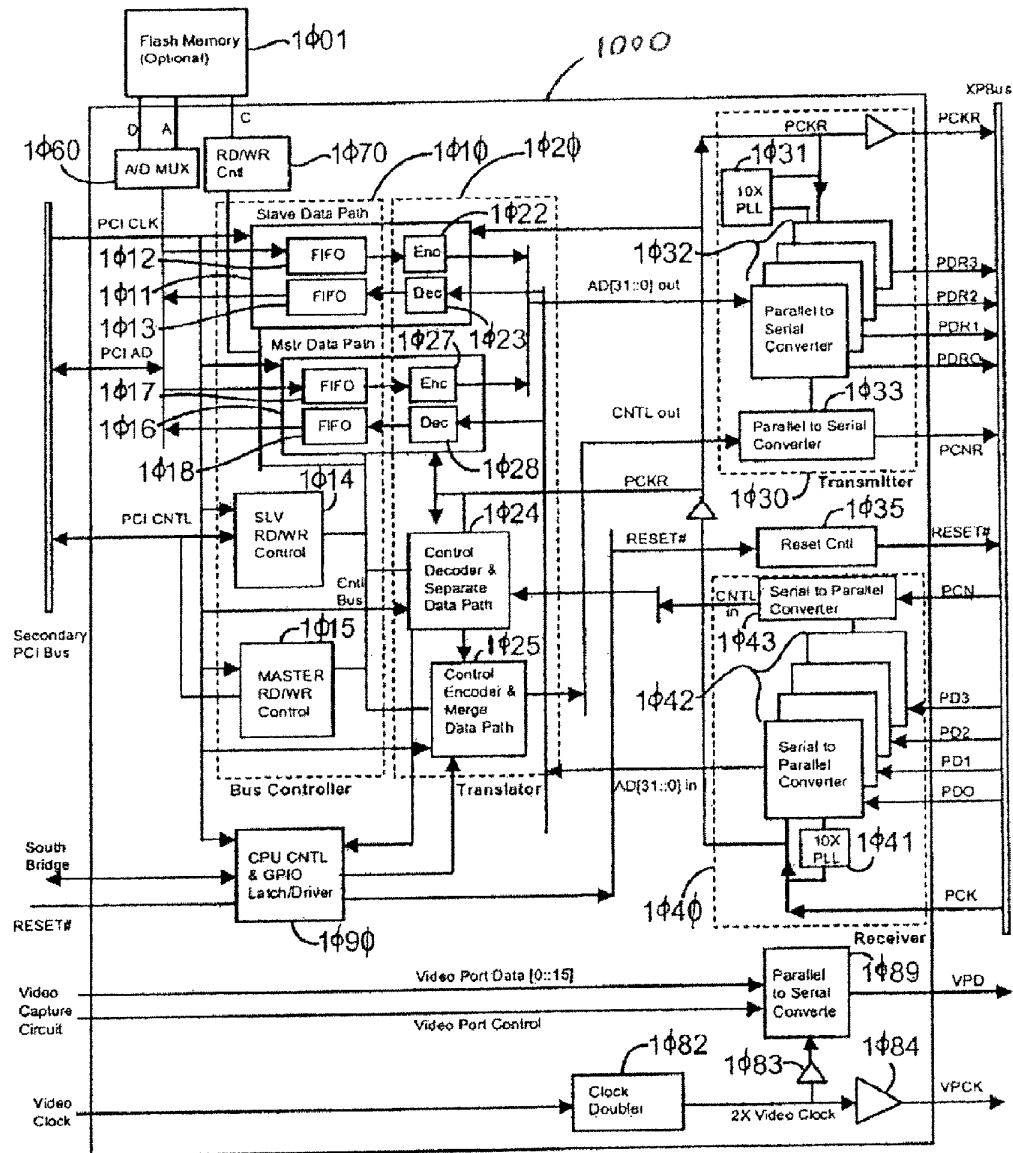 Flash Memory
(Optional)
1ϕ01
1000
XPBus
D
A
C
PCKR
PCKR
1ϕ60
A/D MUX
RD/WR
Cntl
1ϕ70
1ϕ10
1ϕ20
1ϕ31
10X
PLL
PCI CLK
Slave Data Path
1ϕ22
1ϕ32
1ϕ12
FIFO
Enc
1ϕ11
1ϕ13
FIFO
Dec
1ϕ23
AD[31::0] out
PDR3
PDR2
PDR1
PDR0
Parallel to
Serial
Converter
PCI AD
Mstr Data Path
1ϕ27
1ϕ17
FIFO
Enc
1ϕ16
FIFO
Dec
CNTL out
1ϕ33
Parallel to Serial
Converter
PCNR
1ϕ18
1ϕ14
1ϕ28
PCKR
1ϕ30
Transmitter
PCI CNTL
SLV
RD/WR
Control
1ϕ24
Control
Decoder &
Separate
Data Path
RESET#
1ϕ35
Reset Cntl
RESET#
Cntl
Bus
CNTL
in
Serial to Parallel
Converter
PCN
1ϕ43
Secondary
PCI Bus
1ϕ15
1ϕ25
MASTER
RD/WR
Control
Control
Encoder &
Merge
Data Path
1ϕ42
PD3
PD2
PD1
PD0
Serial to
Parallel
Converter
Bus Controller
Translator
AD[31::0] in
10X
PLL
1ϕ41
South
Bridge
CPU CNTL
& GPIO
Latch/Driver
1ϕ40
PCK
RESET#
1ϕ90
Receiver
Video
Capture
Circuit
Video Port Data [0::15]
Video Port Control
Parallel
to Serial
Converte
1ϕ89
VPD
1ϕ82
1ϕ83
1ϕ84
Video
Clock
Clock
Doubler
2X Video Clock
VPCK